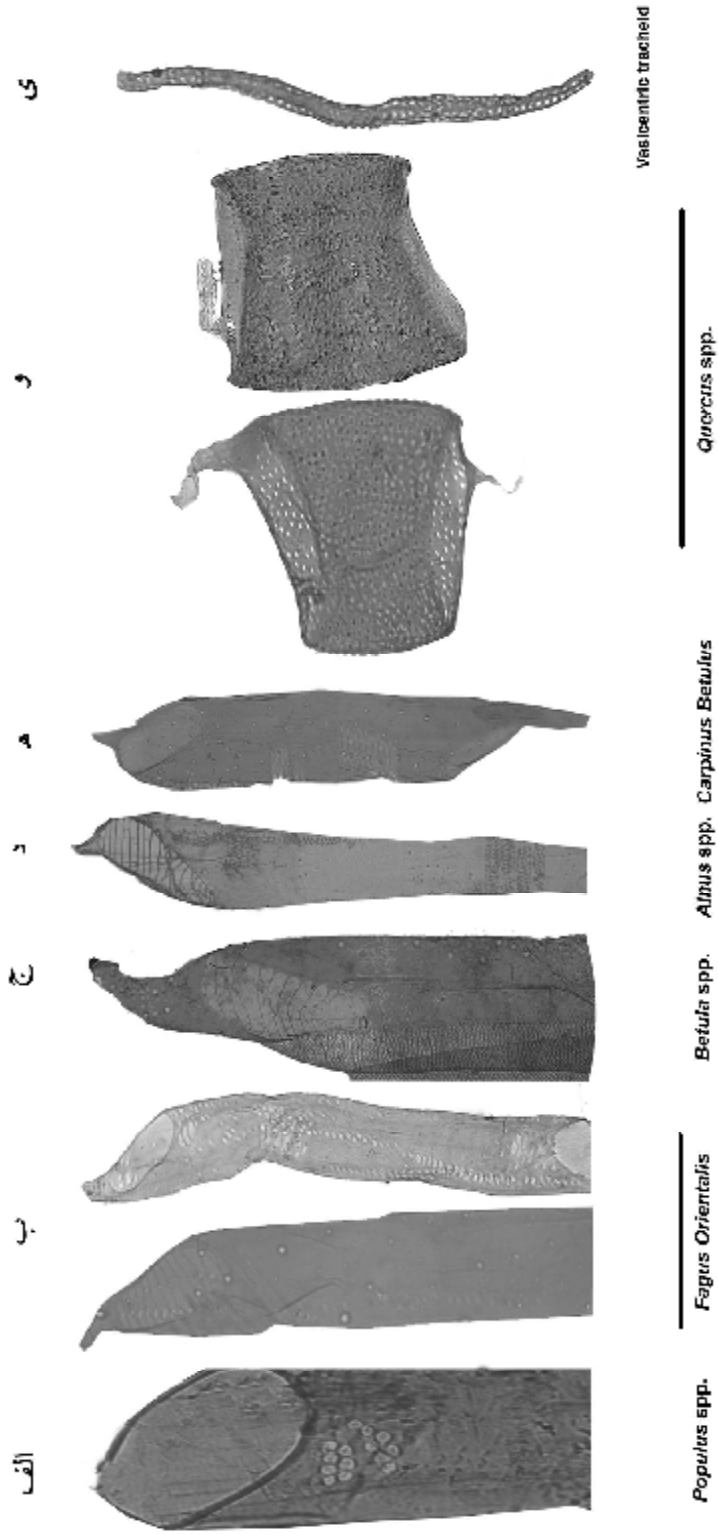 الف ب ج د ه و ی
Vasicentric tracheid
Populus spp. Fagus Orientalis Betula spp. Alnus spp. Carpinus Betulus Quercus spp.